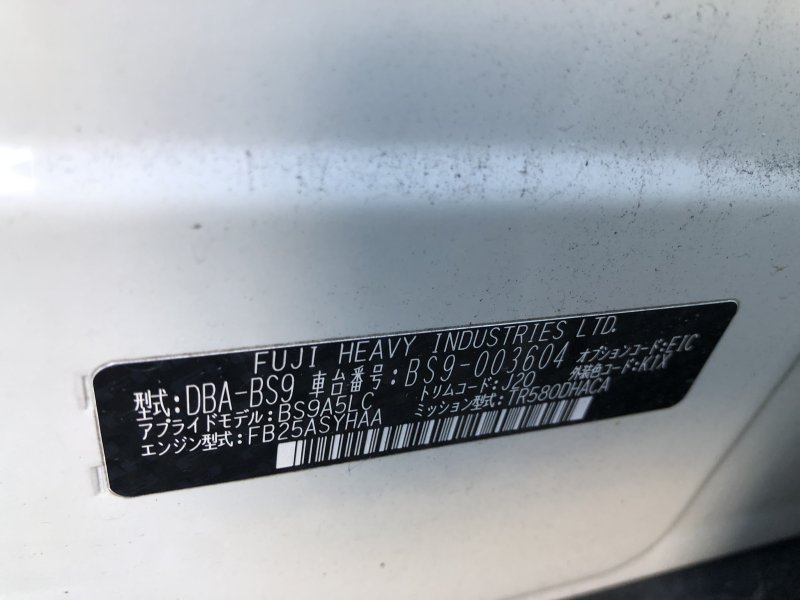 FUJI HEAVY INDUSTRIES LTD.
型式:DBA-BS9 車台番号:BS9-003604 オプションコード:EIC
アプライドモデル:BS9A5LC トリムコード:J20 外装色コード:K1X
エンジン型式:FB25ASYHAA ミッション型式:TR580DHACA